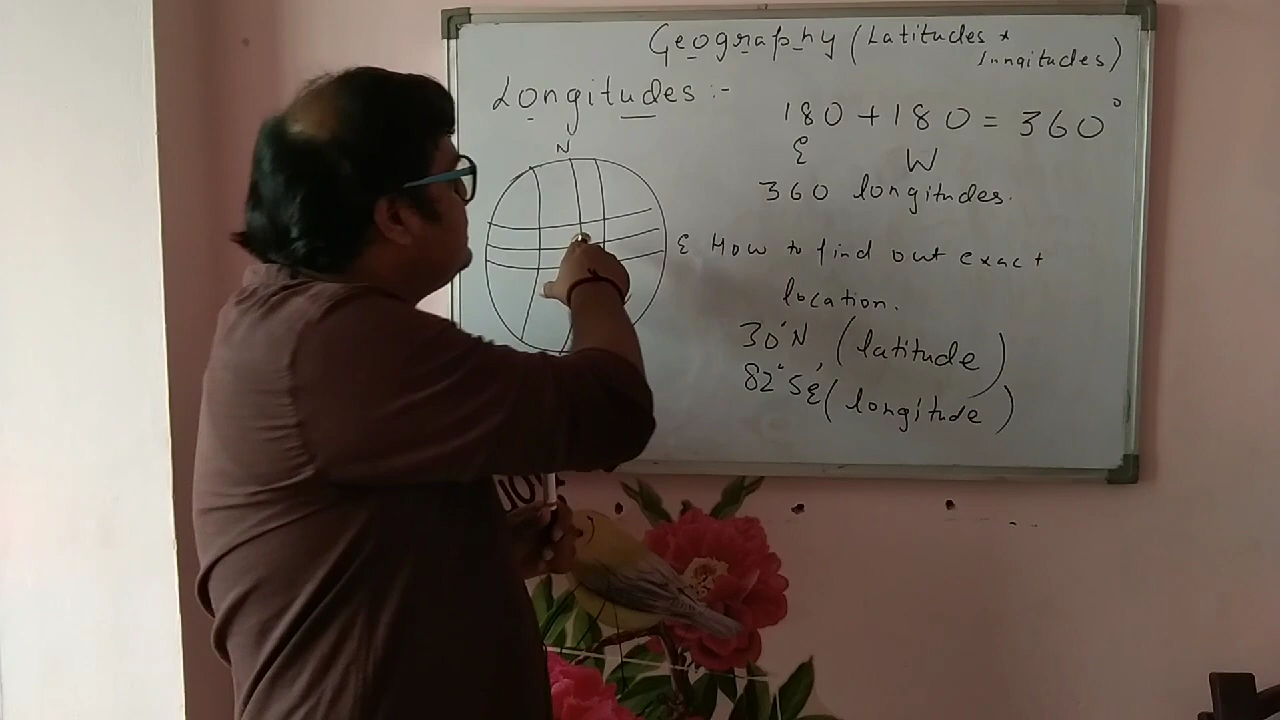 Geography (Latitudes *
longitudes)
Longitudes :-
180 + 180 = 360°
E W
360 longitudes.
N
E
How to find out exact
location.
30°N, (latitude)
82°5'E (longitude)